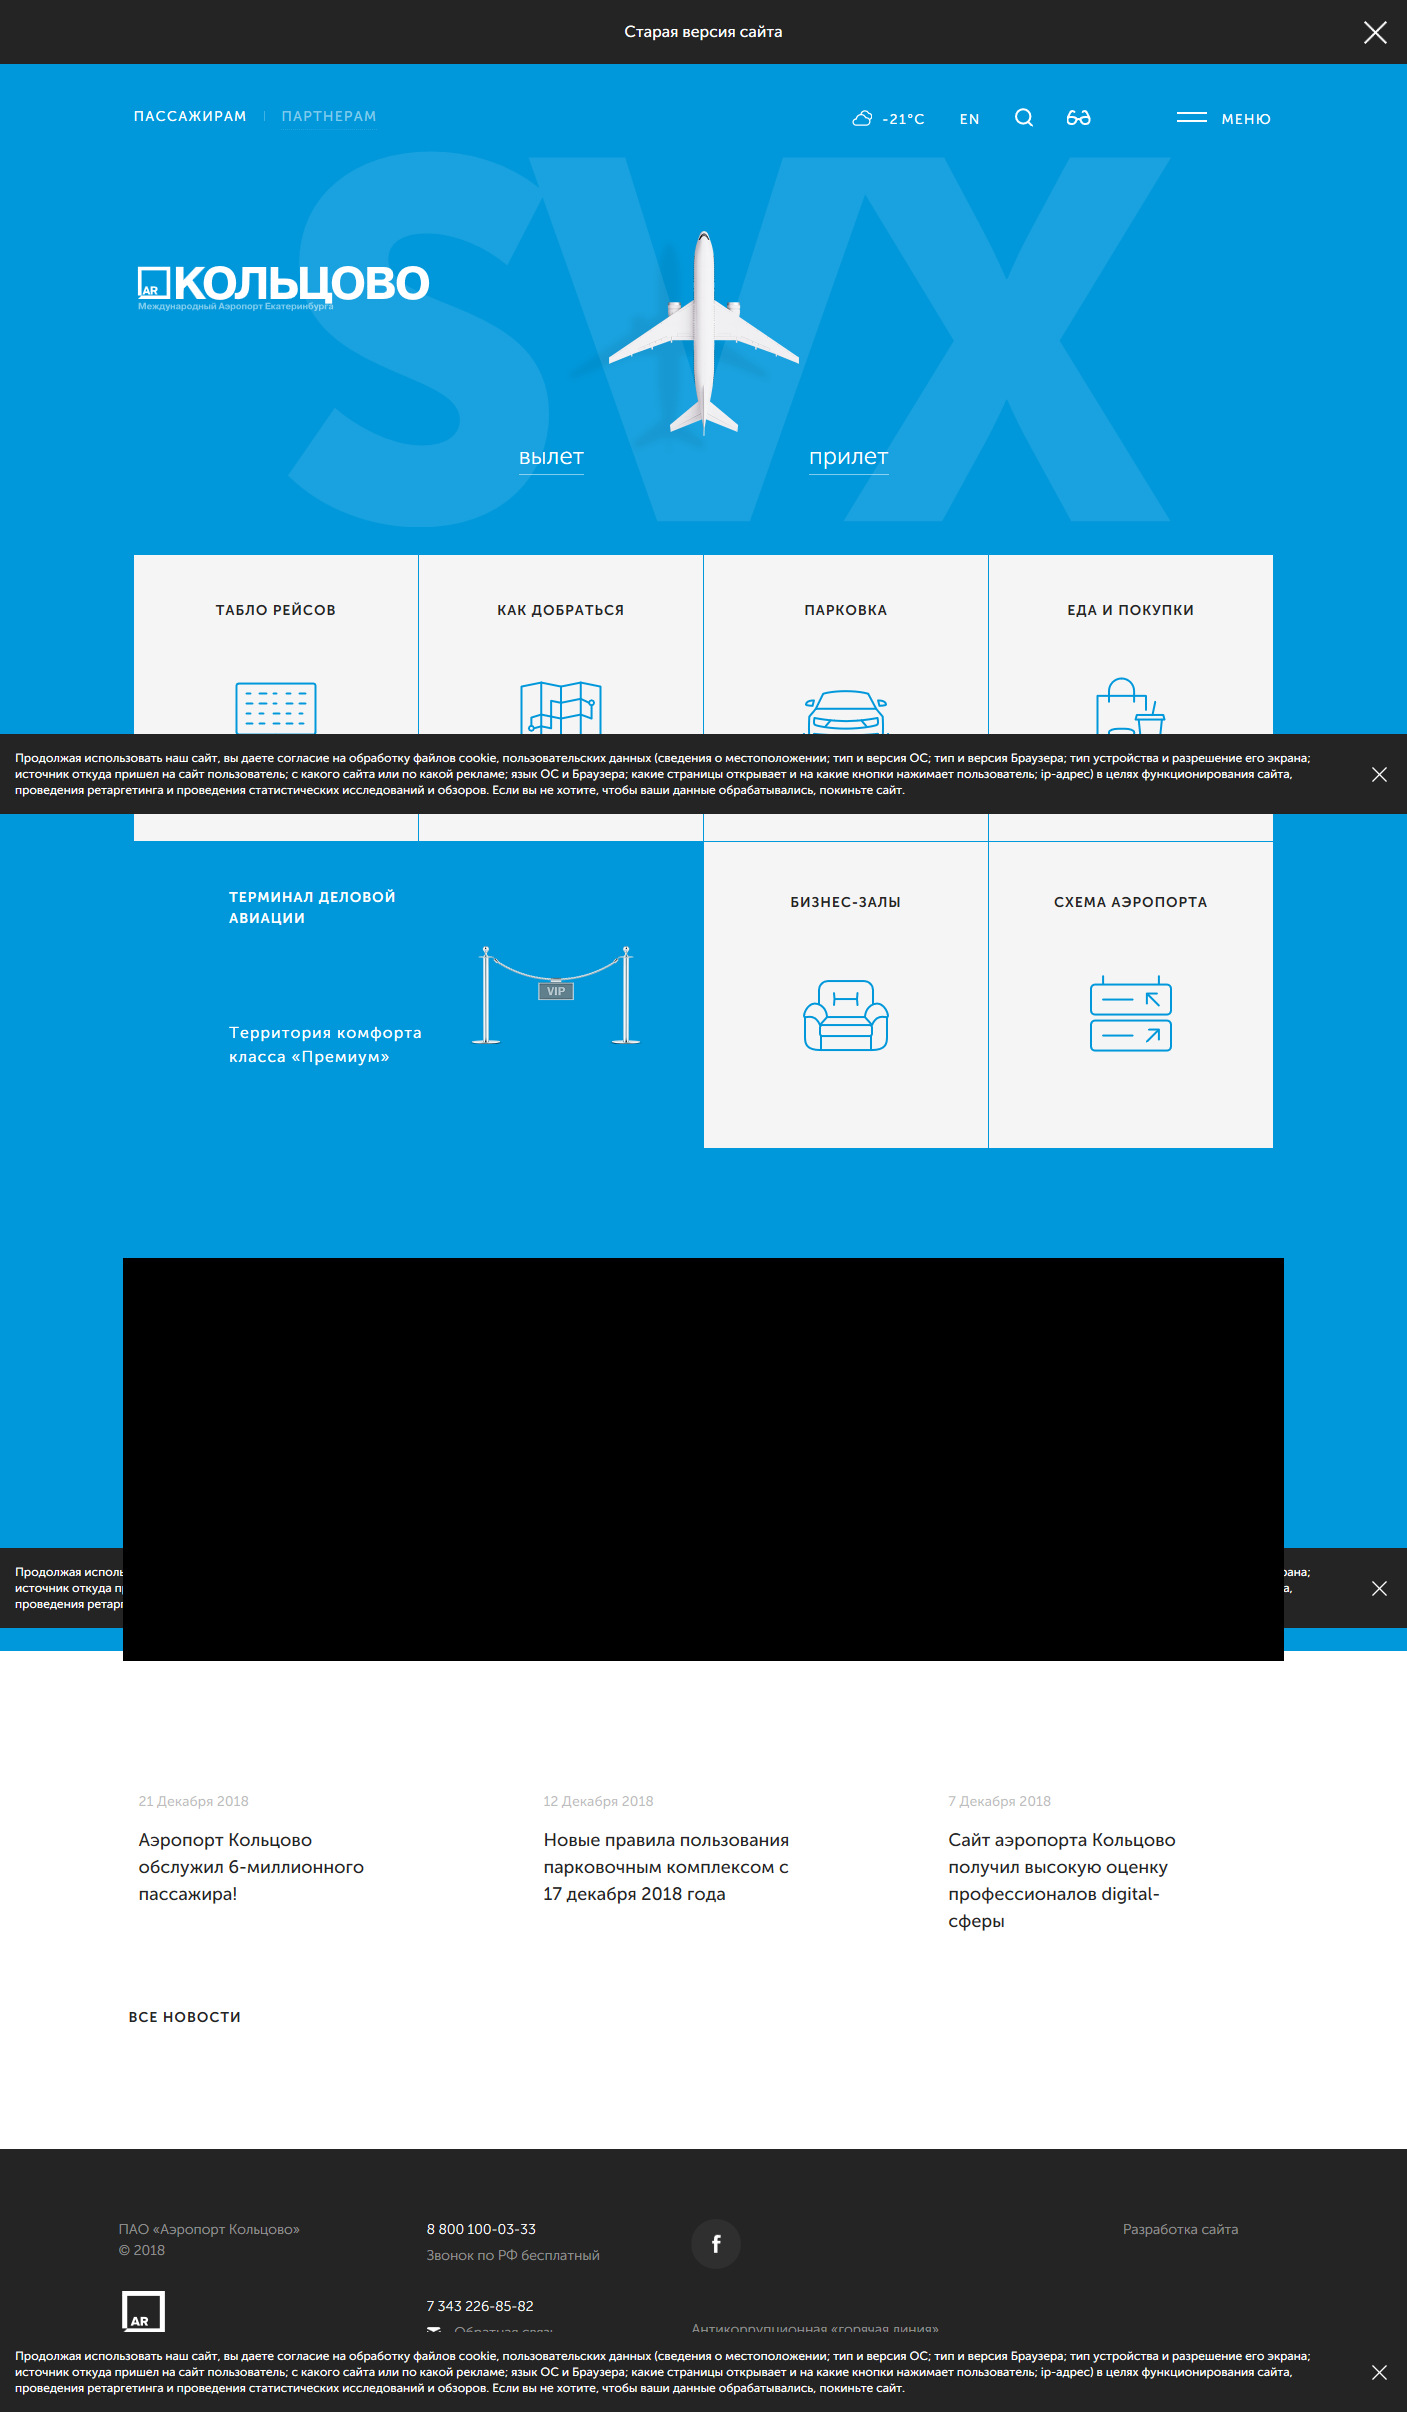 Старая версия сайта
ПАССАЖИРАМ
ПАРТНЕРАМ
-21°C
EN
МЕНЮ
SVX
AR
КОЛЬЦОВО
Международный Аэропорт Екатеринбурга
вылет
прилет
ТАБЛО РЕЙСОВ
КАК ДОБРАТЬСЯ
ПАРКОВКА
ЕДА И ПОКУПКИ
Продолжая использовать наш сайт, вы даете согласие на обработку файлов cookie, пользовательских данных (сведения о местоположении; тип и версия ОС; тип и версия Браузера; тип устройства и разрешение его экрана;
источник откуда пришел на сайт пользователь; с какого сайта или по какой рекламе; язык ОС и Браузера; какие страницы открывает и на какие кнопки нажимает пользователь; ip-адрес) в целях функционирования сайта,
проведения ретаргетинга и проведения статистических исследований и обзоров. Если вы не хотите, чтобы ваши данные обрабатывались, покиньте сайт.
ТЕРМИНАЛ ДЕЛОВОЙ
АВИАЦИИ
VIP
Территория комфорта
класса «Премиум»
БИЗНЕС-ЗАЛЫ
СХЕМА АЭРОПОРТА
Продолжая
источник откуда
проведения
21 Декабря 2018
Аэропорт Кольцово
обслужил 6-миллионного
пассажира!
12 Декабря 2018
Новые правила пользования
парковочным комплексом с
17 декабря 2018 года
7 Декабря 2018
Сайт аэропорта Кольцово
получил высокую оценку
профессионалов digital-
сферы
ВСЕ НОВОСТИ
ПАО «Аэропорт Кольцово»
© 2018
AR
8 800 100-03-33
Звонок по РФ бесплатный
7 343 226-85-82
Обратная связь
f
Антикоррупционная «горячая линия»
Разработка сайта
Продолжая использовать наш сайт, вы даете согласие на обработку файлов cookie, пользовательских данных (сведения о местоположении; тип и версия ОС; тип и версия Браузера; тип устройства и разрешение его экрана;
источник откуда пришел на сайт пользователь; с какого сайта или по какой рекламе; язык ОС и Браузера; какие страницы открывает и на какие кнопки нажимает пользователь; ip-адрес) в целях функционирования сайта,
проведения ретаргетинга и проведения статистических исследований и обзоров. Если вы не хотите, чтобы ваши данные обрабатывались, покиньте сайт.